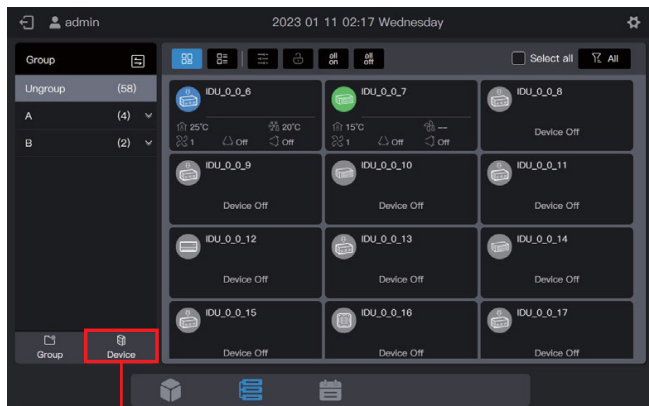 admin 2023 01 11 02:17 Wednesday
Group
all on all off Select all All
Ungroup (58)
A (4)
B (2)
IDU_0_0_6 IDU_0_0_7 IDU_0_0_8
25°C 20°C 15°C -- Device Off
1 Off Off 1 Off Off
IDU_0_0_9 IDU_0_0_10 IDU_0_0_11
Device Off Device Off Device Off
IDU_0_0_12 IDU_0_0_13 IDU_0_0_14
Device Off Device Off Device Off
IDU_0_0_15 IDU_0_0_16 IDU_0_0_17
Device Off Device Off Device Off
Group Device